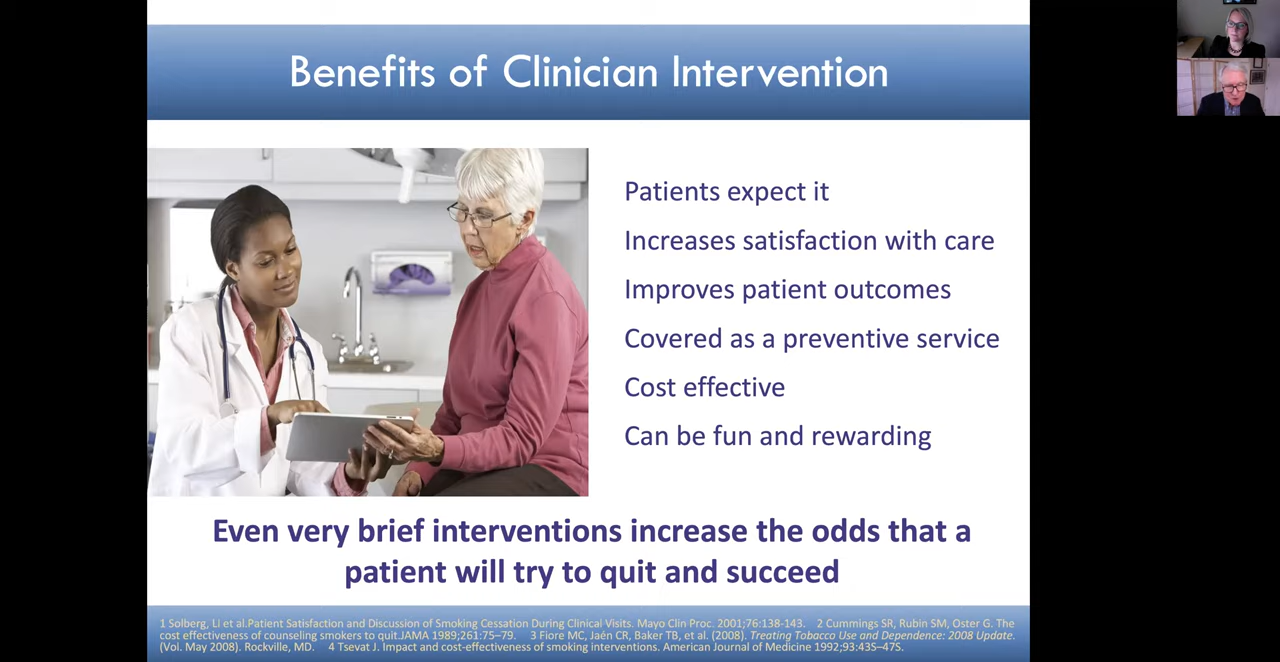 Benefits of Clinician Intervention
Patients expect it
Increases satisfaction with care
Improves patient outcomes
Covered as a preventive service
Cost effective
Can be fun and rewarding
Even very brief interventions increase the odds that a
patient will try to quit and succeed
1 Solberg, LI et al.Patient Satisfaction and Discussion of Smoking Cessation During Clinical Visits. Mayo Clin Proc. 2001;76:138-143. 2 Cummings SR, Rubin SM, Oster G. The
cost effectiveness of counseling smokers to quit.JAMA 1989;261:75–79. 3 Fiore MC, Jaén CR, Baker TB, et al. (2008). Treating Tobacco Use and Dependence: 2008 Update.
(Vol. May 2008). Rockville, MD. 4 Tsevat J. Impact and cost-effectiveness of smoking interventions. American Journal of Medicine 1992;93:43S–47S.